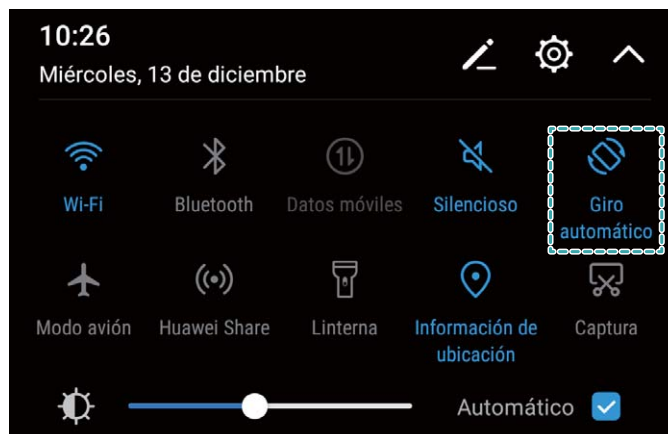 10:26
Miércoles, 13 de diciembre
Wi-Fi
Bluetooth
Datos móviles
Silencioso
Giro
automático
Modo avión
Huawei Share
Linterna
Información de
ubicación
Captura
Automático